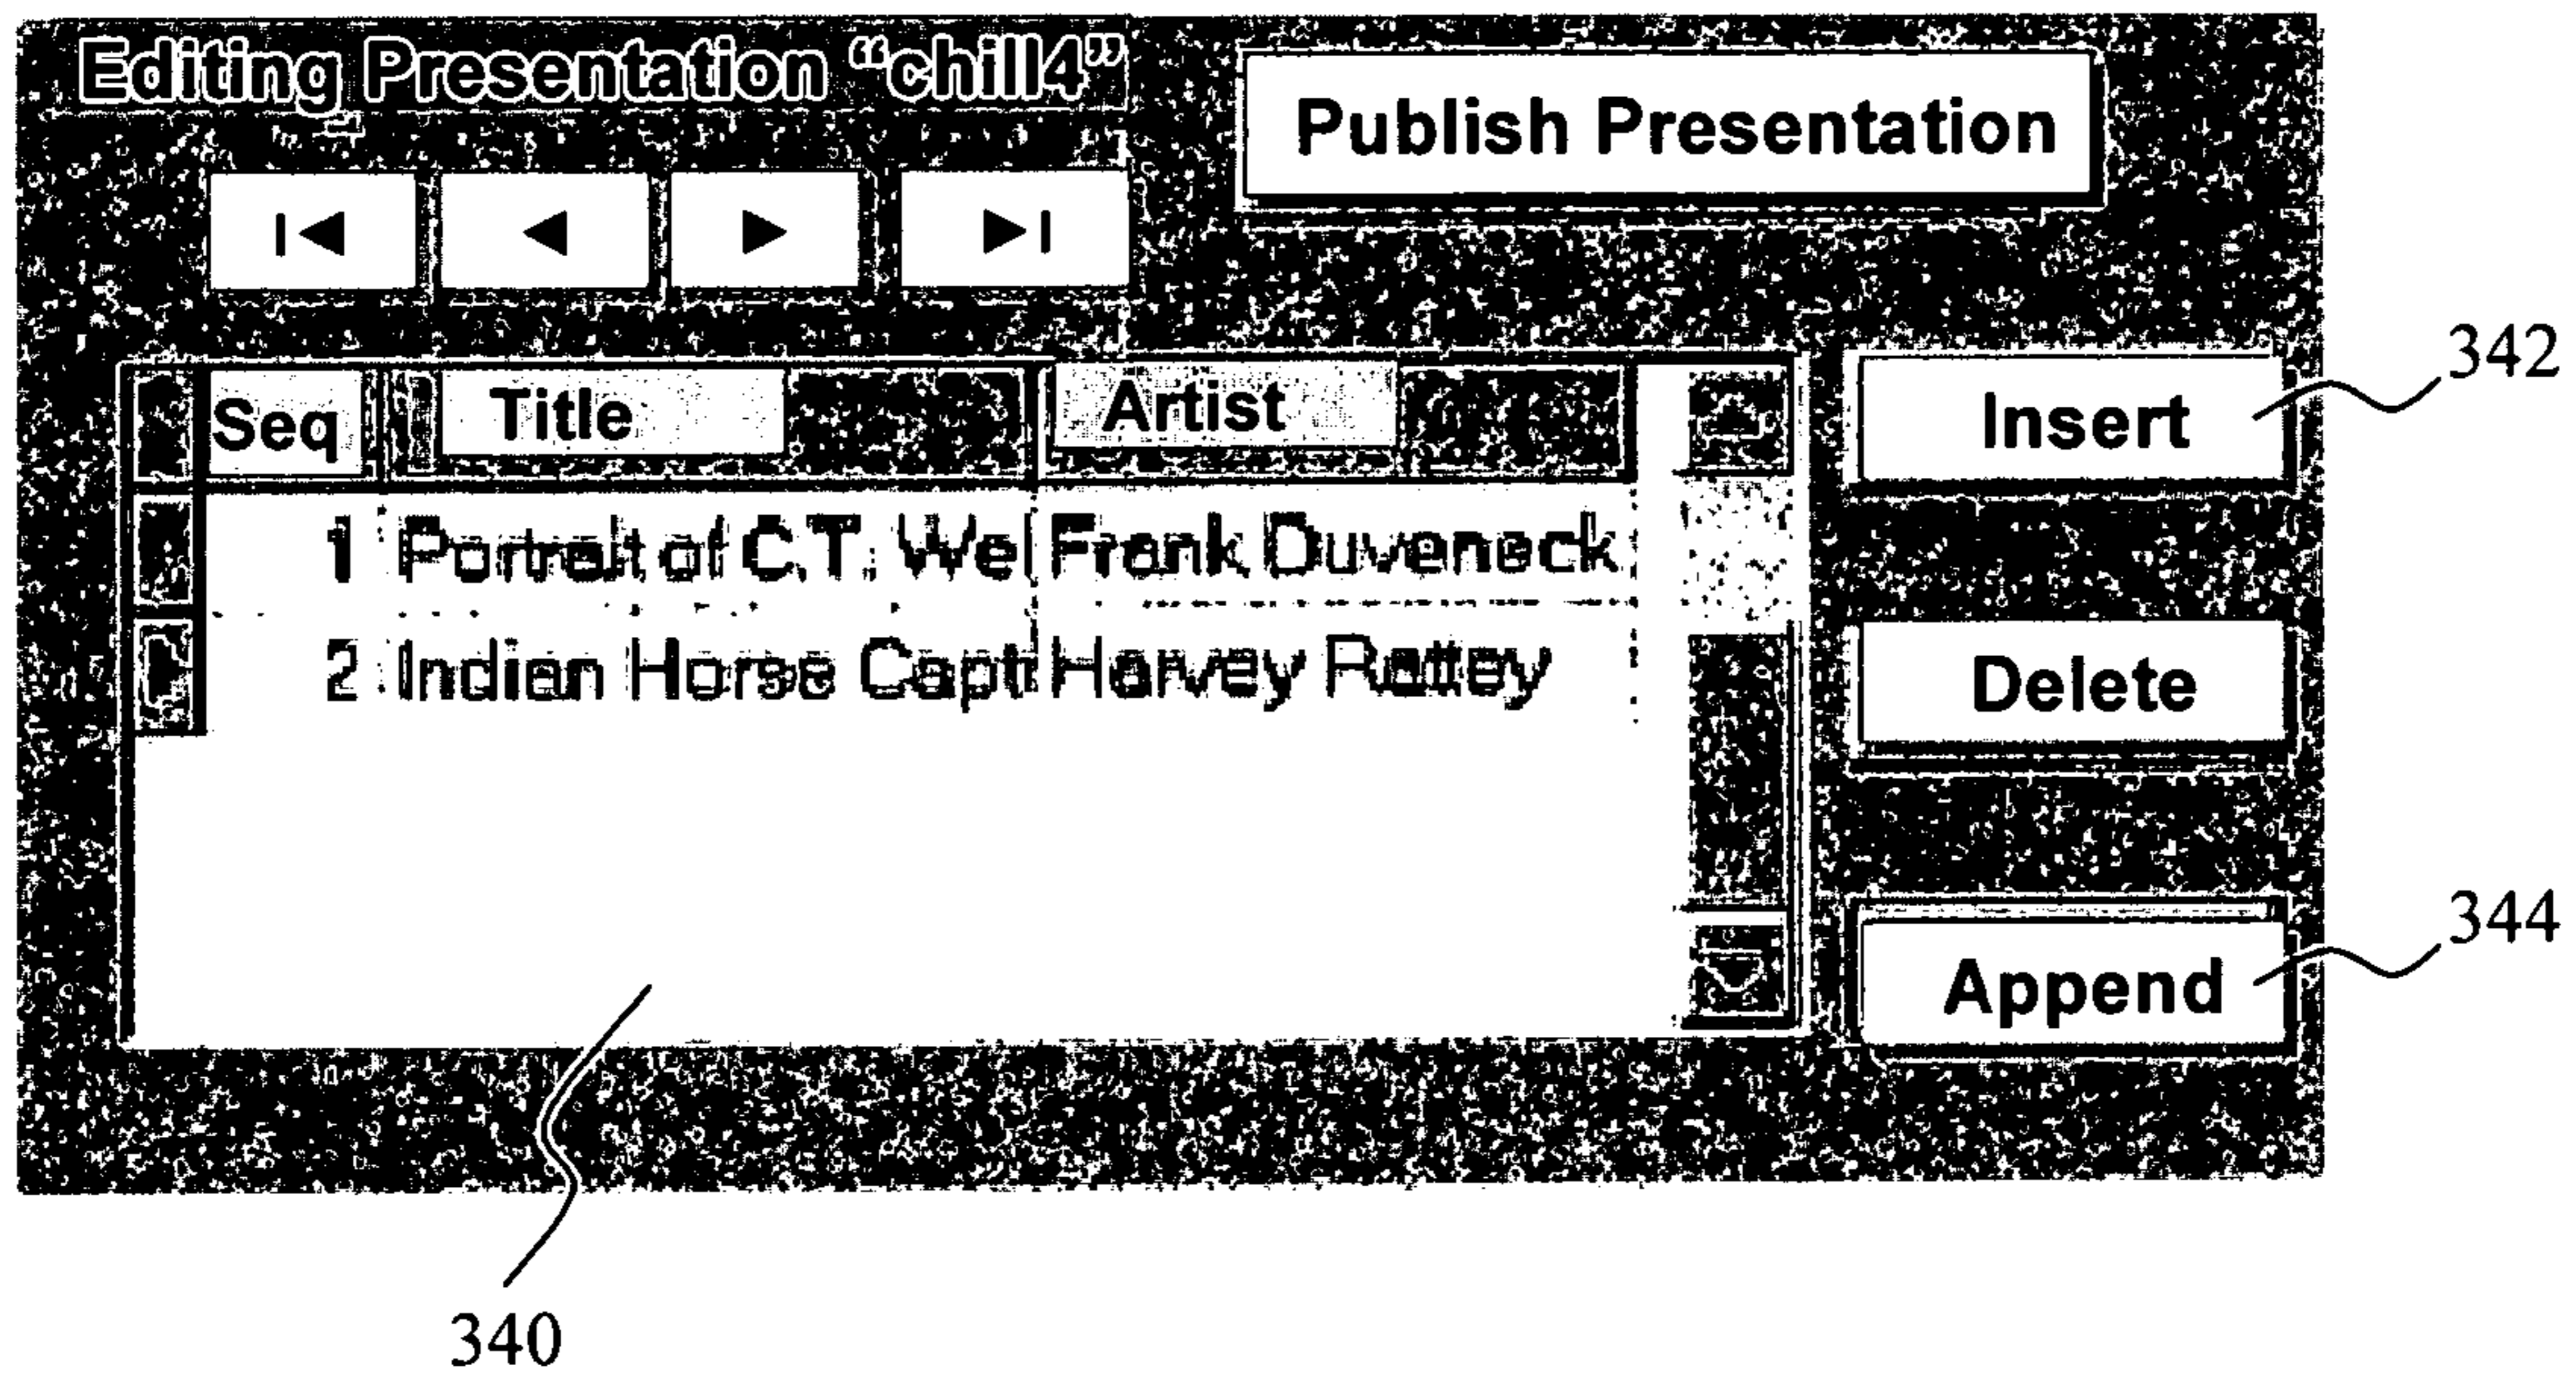 Editing Presentation “chill4”
Publish Presentation
Seq Title Artist
1 Portrait of C.T. Wel Frank Duveneck
2 Indian Horse Capt Harvey Rattey
Insert
Delete
Append
342
344
340